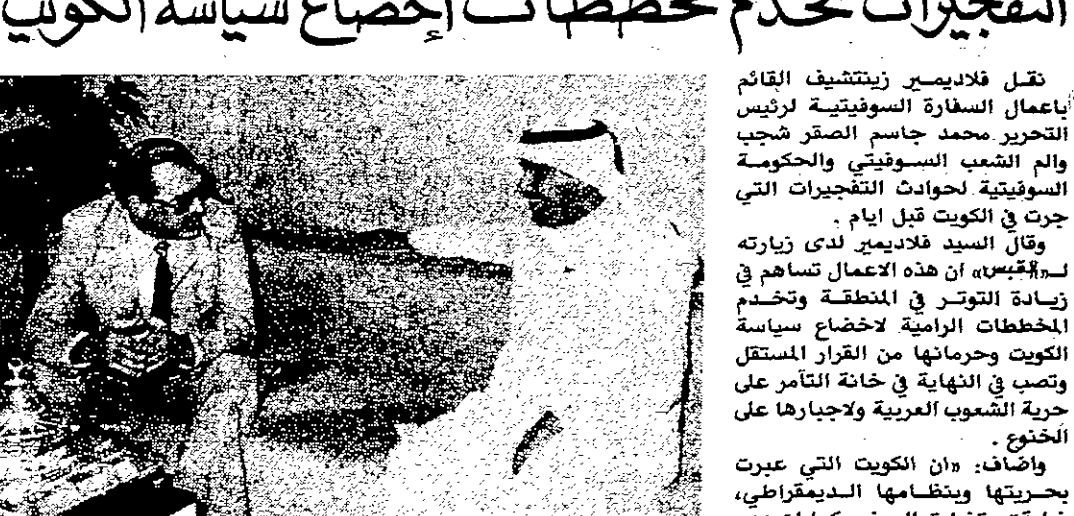 التفجيرات تخدم مخططات إخضاع سياسة الكويت
نقل فلاديمير زينتشيف القائم
باعمال السفارة السوفيتية لرئيس
التحرير محمد جاسم الصقر شجب
والم الشعب السوفيتي والحكومة
السوفيتية لحوادث التفجيرات التي
جرت في الكويت قبل ايام .
وقال السيد فلاديمير لدى زيارته
لـ«القبس» ان هذه الاعمال تساهم في
زيادة التوتر في المنطقة وتخدم
المخططات الرامية لاخضاع سياسة
الكويت وحرمانها من القرار المستقل
وتصب في النهاية في خانة التآمر على
حرية الشعوب العربية ولاجبارها على
الخنوع .
واضاف: «ان الكويت التي عبرت
بحريتها وبنظامها الديمقراطي،